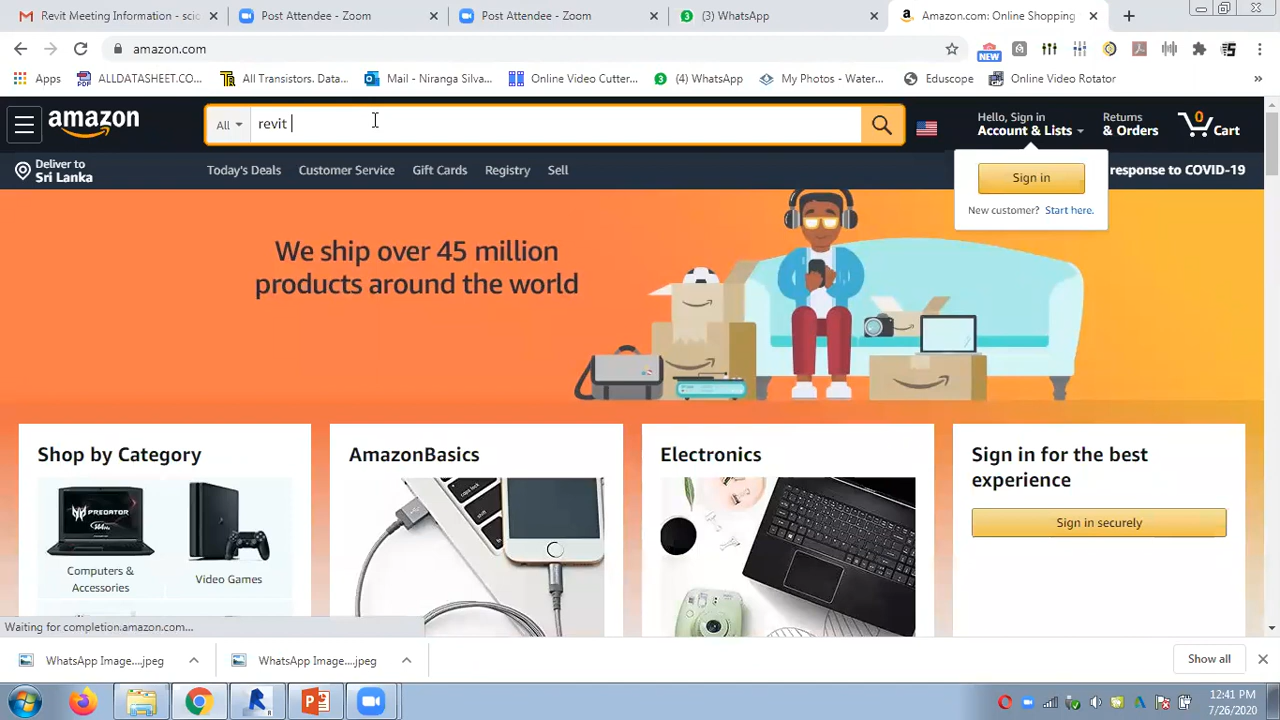 Revit Meeting Information - scic
Post Attendee - Zoom
Post Attendee - Zoom
(3) WhatsApp
Amazon.com: Online Shopping
amazon.com
NEW
Apps
ALLDATASHEET.CO...
All Transistors. Data...
Mail - Niranga Silva...
Online Video Cutter...
(4) WhatsApp
My Photos - Water...
Eduscope
Online Video Rotator
»
amazon
All
revit
Hello, Sign in
Account & Lists
Returns
& Orders
0
Cart
Deliver to
Sri Lanka
Today's Deals
Customer Service
Gift Cards
Registry
Sell
response to COVID-19
Sign in
New customer? Start here.
We ship over 45 million
products around the world
Shop by Category
AmazonBasics
Electronics
Sign in for the best
experience
PREDATOR
Sign in securely
Computers &
Accessories
Video Games
Waiting for completion.amazon.com...
WhatsApp Image....jpeg
WhatsApp Image....jpeg
Show all
12:41 PM
7/26/2020